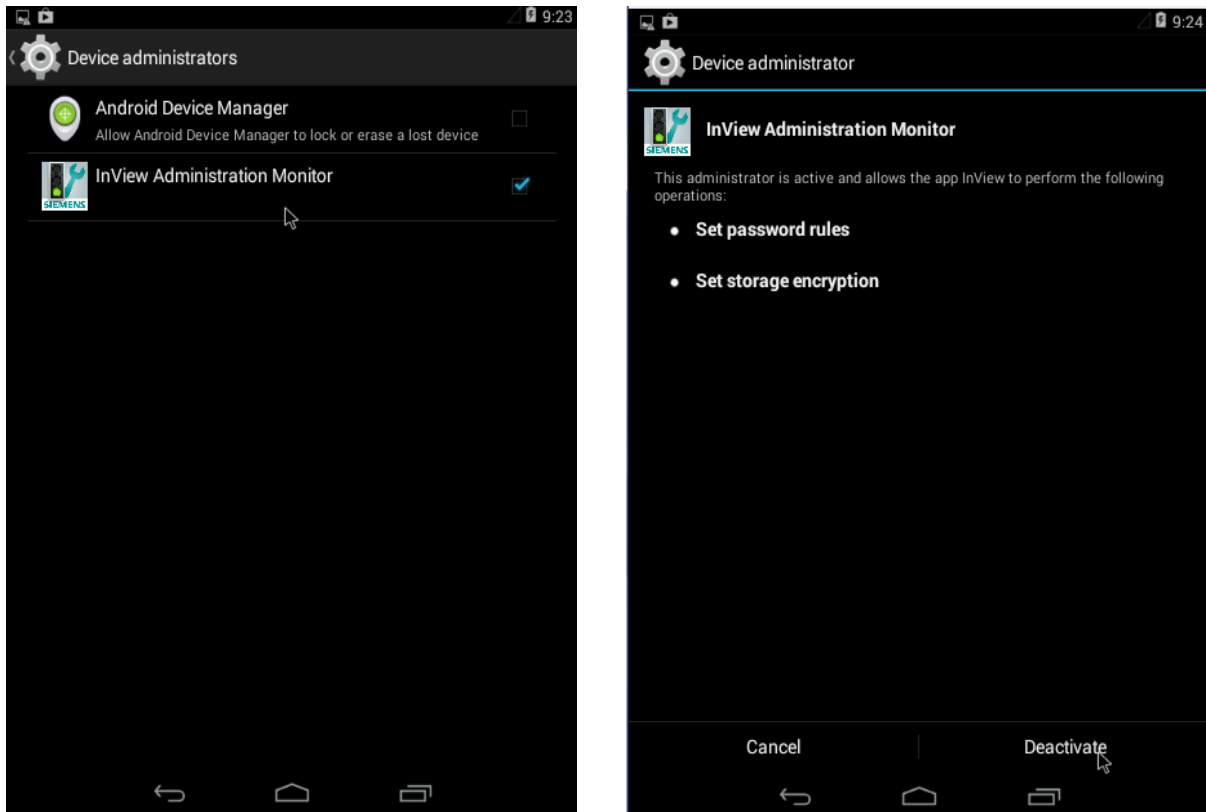 9:23
Device administrators
Android Device Manager
Allow Android Device Manager to lock or erase a lost device
InView Administration Monitor
SIEMENS
9:24
Device administrator
InView Administration Monitor
SIEMENS
This administrator is active and allows the app InView to perform the following
operations:
Set password rules
Set storage encryption
Cancel
Deactivate